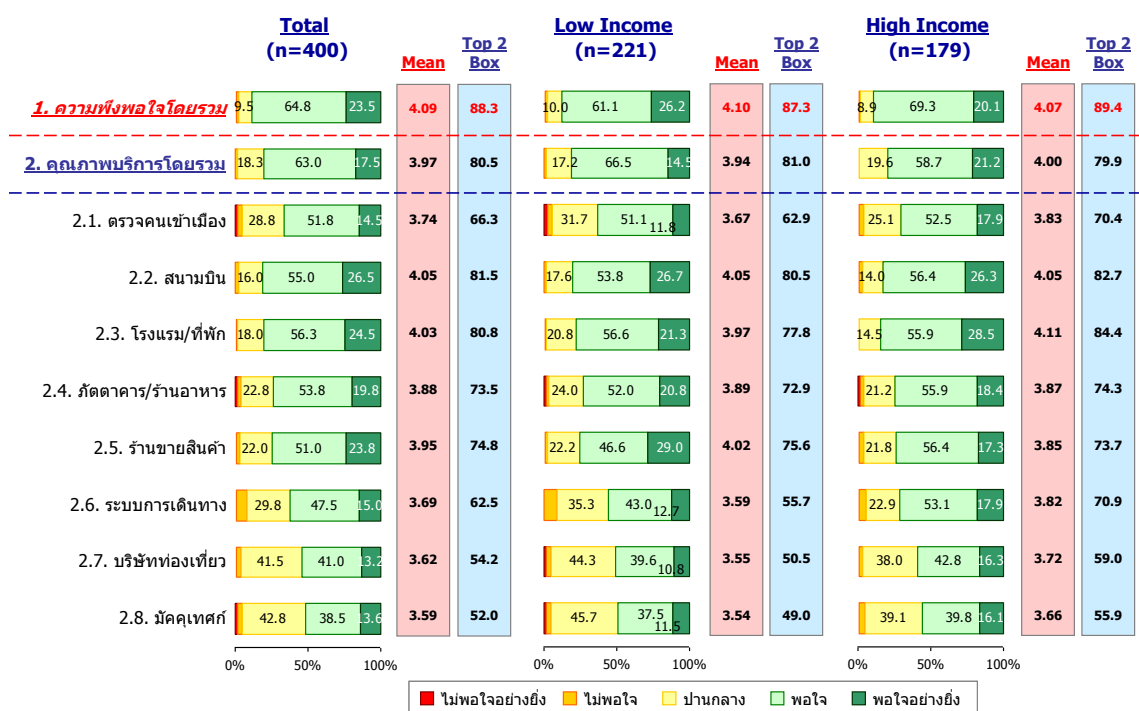 Total Low Income High Income
(n=400) (n=221) (n=179)
Mean Top 2 Box Mean Top 2 Box Mean Top 2 Box
1. ความพึงพอใจโดยรวม 9.5 64.8 23.5 4.09 88.3 10.0 61.1 26.2 4.10 87.3 8.9 69.3 20.1 4.07 89.4
2. คุณภาพบริการโดยรวม 18.3 63.0 17.5 3.97 80.5 17.2 66.5 14.5 3.94 81.0 19.6 58.7 21.2 4.00 79.9
2.1. ตรวจคนเข้าเมือง 28.8 51.8 14.5 3.74 66.3 31.7 51.1 11.8 3.67 62.9 25.1 52.5 17.9 3.83 70.4
2.2. สนามบิน 16.0 55.0 26.5 4.05 81.5 17.6 53.8 26.7 4.05 80.5 14.0 56.4 26.3 4.05 82.7
2.3. โรงแรม/ที่พัก 18.0 56.3 24.5 4.03 80.8 20.8 56.6 21.3 3.97 77.8 14.5 55.9 28.5 4.11 84.4
2.4. ภัตตาคาร/ร้านอาหาร 22.8 53.8 19.8 3.88 73.5 24.0 52.0 20.8 3.89 72.9 21.2 55.9 18.4 3.87 74.3
2.5. ร้านขายสินค้า 22.0 51.0 23.8 3.95 74.8 22.2 46.6 29.0 4.02 75.6 21.8 56.4 17.3 3.85 73.7
2.6. ระบบการเดินทาง 29.8 47.5 15.0 3.69 62.5 35.3 43.0 12.7 3.59 55.7 22.9 53.1 17.9 3.82 70.9
2.7. บริษัทท่องเที่ยว 41.5 41.0 13.2 3.62 54.2 44.3 39.6 10.8 3.55 50.5 38.0 42.8 16.3 3.72 59.0
2.8. มัคคุเทศก์ 42.8 38.5 13.6 3.59 52.0 45.7 37.5 11.5 3.54 49.0 39.1 39.8 16.1 3.66 55.9
0% 50% 100% 0% 50% 100% 0% 50% 100%
ไม่พอใจอย่างยิ่ง ไม่พอใจ ปานกลาง พอใจ พอใจอย่างยิ่ง